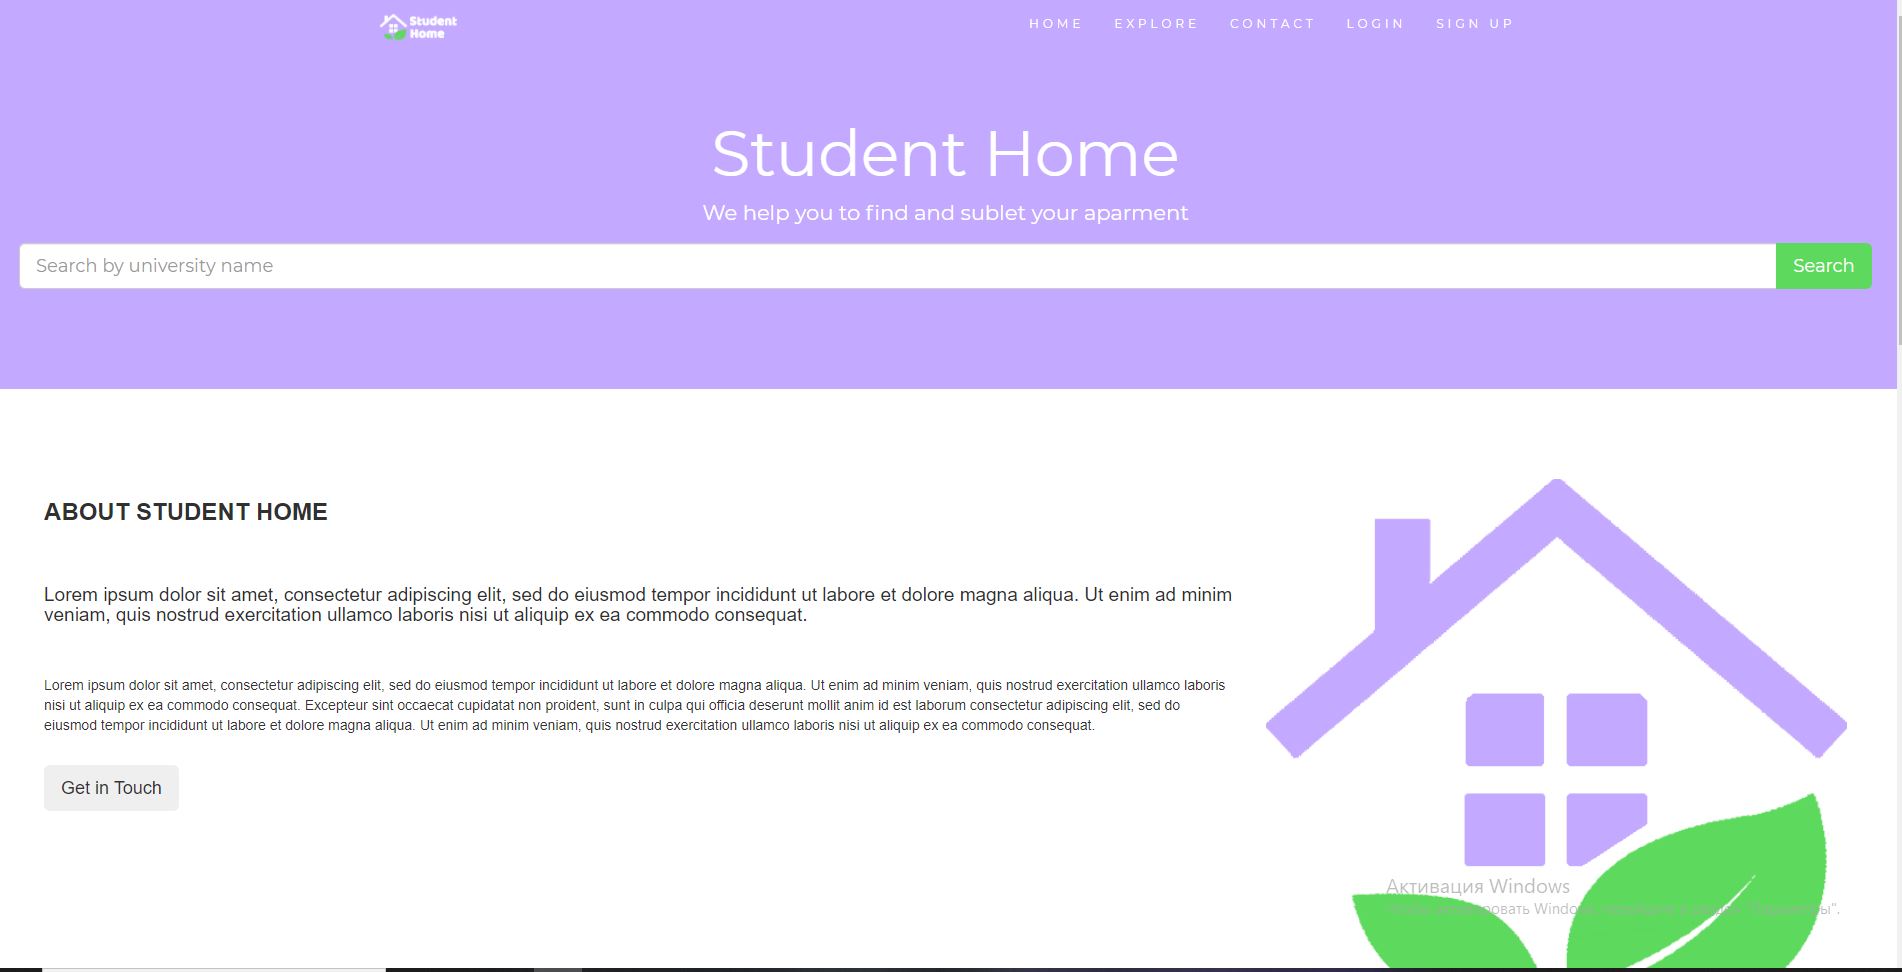 Student
Home
HOME EXPLORE CONTACT LOGIN SIGN UP
Student Home
We help you to find and sublet your aparment
Search by university name
Search
ABOUT STUDENT HOME
Lorem ipsum dolor sit amet, consectetur adipiscing elit, sed do eiusmod tempor incididunt ut labore et dolore magna aliqua. Ut enim ad minim
veniam, quis nostrud exercitation ullamco laboris nisi ut aliquip ex ea commodo consequat.
Lorem ipsum dolor sit amet, consectetur adipiscing elit, sed do eiusmod tempor incididunt ut labore et dolore magna aliqua. Ut enim ad minim veniam, quis nostrud exercitation ullamco laboris
nisi ut aliquip ex ea commodo consequat. Excepteur sint occaecat cupidatat non proident, sunt in culpa qui officia deserunt mollit anim id est laborum consectetur adipiscing elit, sed do
eiusmod tempor incididunt ut labore et dolore magna aliqua. Ut enim ad minim veniam, quis nostrud exercitation ullamco laboris nisi ut aliquip ex ea commodo consequat.
Get in Touch
Активация Windows
Windows